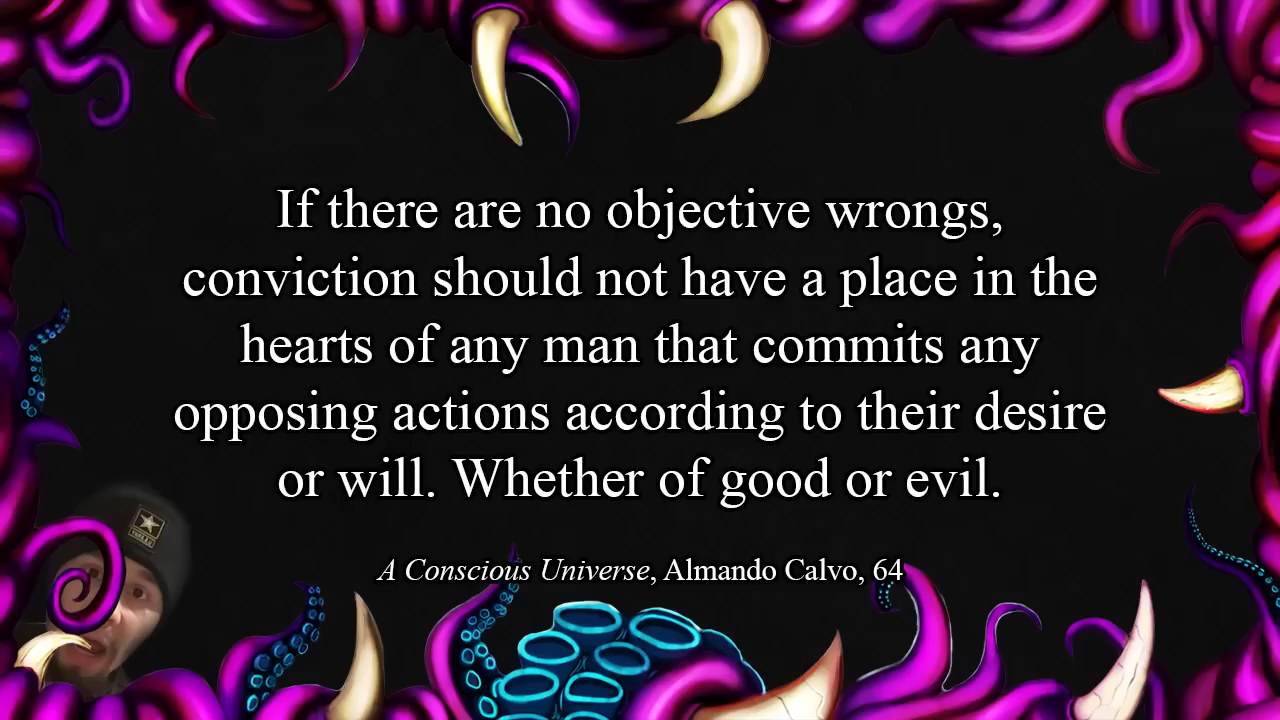 If there are no objective wrongs,
conviction should not have a place in the
hearts of any man that commits any
opposing actions according to their desire
or will. Whether of good or evil.
A Conscious Universe, Almando Calvo, 64